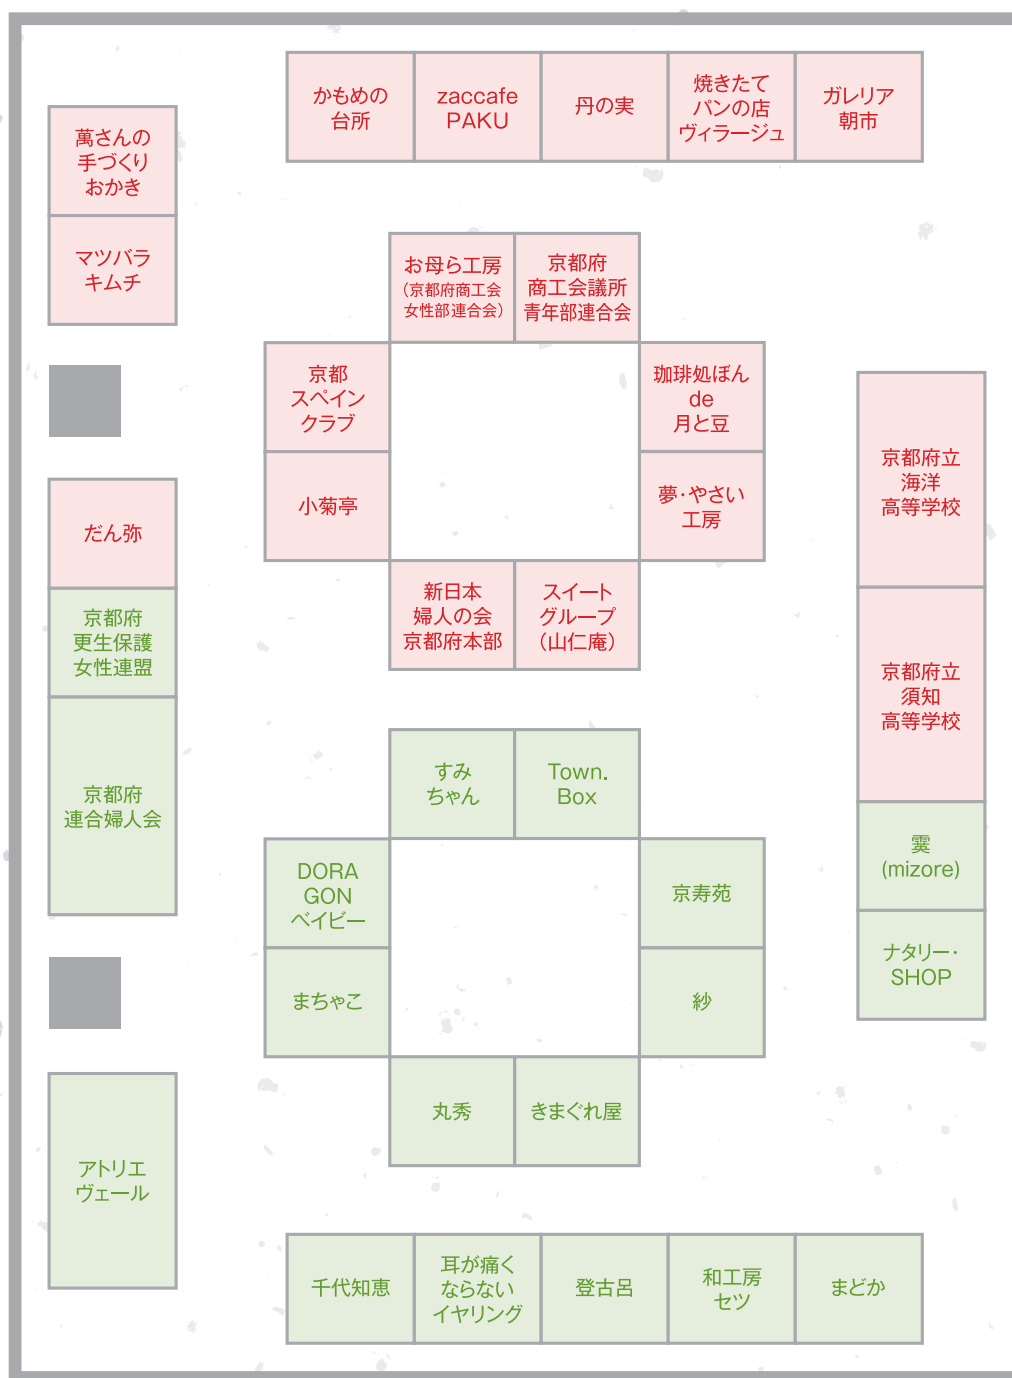 かもめの
台所
zaccafe
PAKU
丹の実
焼きたて
パンの店
ヴィラージュ
ガレリア
朝市
萬さんの
手づくり
おかき
マツバラ
キムチ
お母ら工房
（京都府商工会
女性部連合会）
京都府
商工会議所
青年部連合会
京都
スペイン
クラブ
小菊亭
珈琲処ぼん
de
月と豆
夢・やさい
工房
新日本
婦人の会
京都府本部
スイート
グループ
（山仁庵）
京都府立
海洋
高等学校
京都府立
須知
高等学校
だん弥
京都府
更生保護
女性連盟
京都府
連合婦人会
すみ
ちゃん
Town.
Box
DORA
GON
ベイビー
まちゃこ
京寿苑
紗
丸秀
きまぐれ屋
霙
(mizore)
ナタリー・
SHOP
アトリエ
ヴェール
千代知恵
耳が痛く
ならない
イヤリング
登古呂
和工房
セツ
まどか